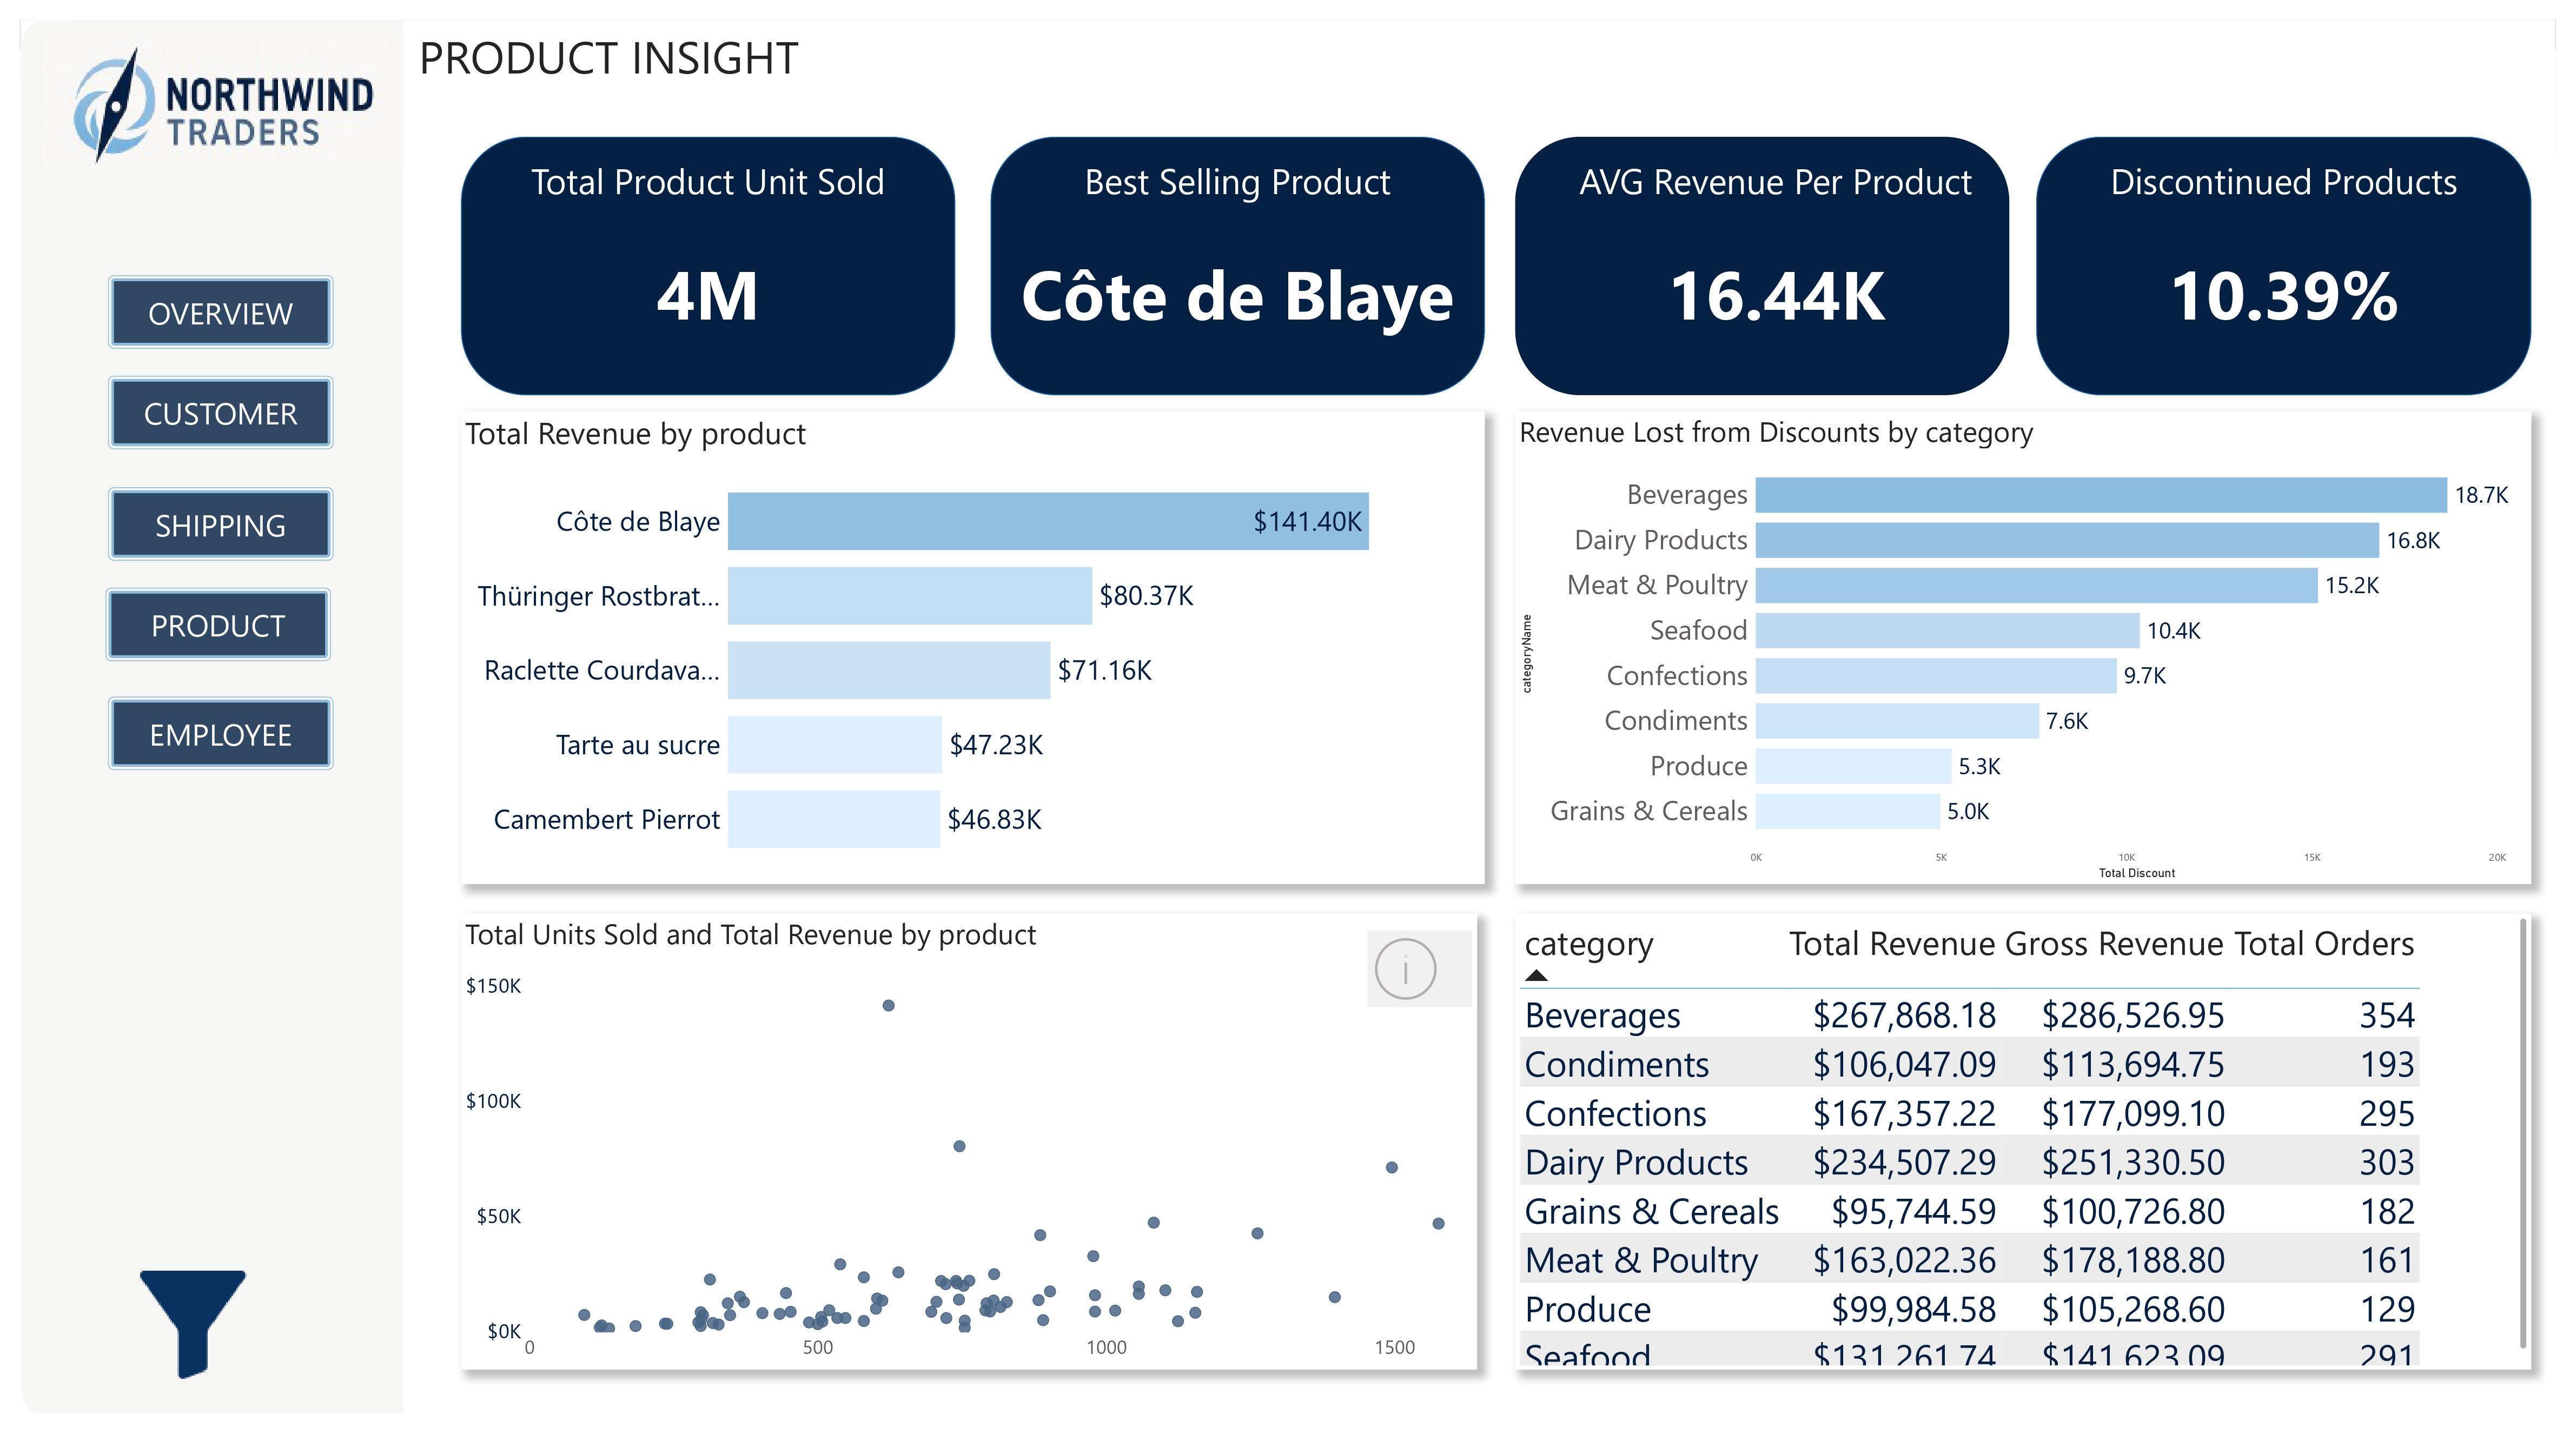 NORTHWIND
TRADERS
OVERVIEW
CUSTOMER
SHIPPING
PRODUCT
EMPLOYEE
PRODUCT INSIGHT
Total Product Unit Sold
4M
Best Selling Product
Côte de Blaye
AVG Revenue Per Product
16.44K
Discontinued Products
10.39%
Total Revenue by product
Côte de Blaye $141.40K
Thüringer Rostbrat... $80.37K
Raclette Courdava... $71.16K
Tarte au sucre $47.23K
Camembert Pierrot $46.83K
Revenue Lost from Discounts by category
categoryName
Beverages 18.7K
Dairy Products 16.8K
Meat & Poultry 15.2K
Seafood 10.4K
Confections 9.7K
Condiments 7.6K
Produce 5.3K
Grains & Cereals 5.0K
0K 5K 10K 15K 20K
Total Discount
Total Units Sold and Total Revenue by product
i
$150K
$100K
$50K
$0K
0 500 1000 1500
category Total Revenue Gross Revenue Total Orders
Beverages $267,868.18 $286,526.95 354
Condiments $106,047.09 $113,694.75 193
Confections $167,357.22 $177,099.10 295
Dairy Products $234,507.29 $251,330.50 303
Grains & Cereals $95,744.59 $100,726.80 182
Meat & Poultry $163,022.36 $178,188.80 161
Produce $99,984.58 $105,268.60 129
Seafood $131,261.74 $141,623.09 291